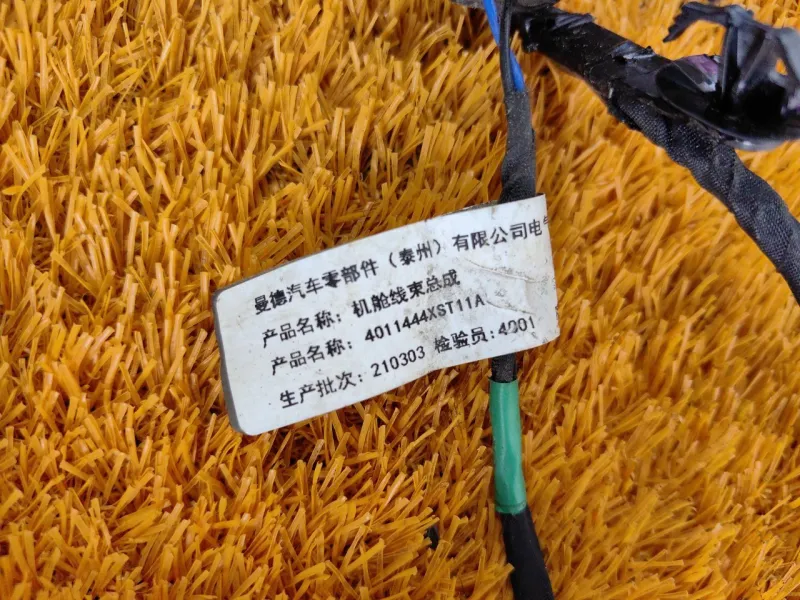 曼德汽车零部件（泰州）有限公司电
产品名称：机舱线束总成
产品名称：4011444XST11A
生产批次：210303 检验员：4001